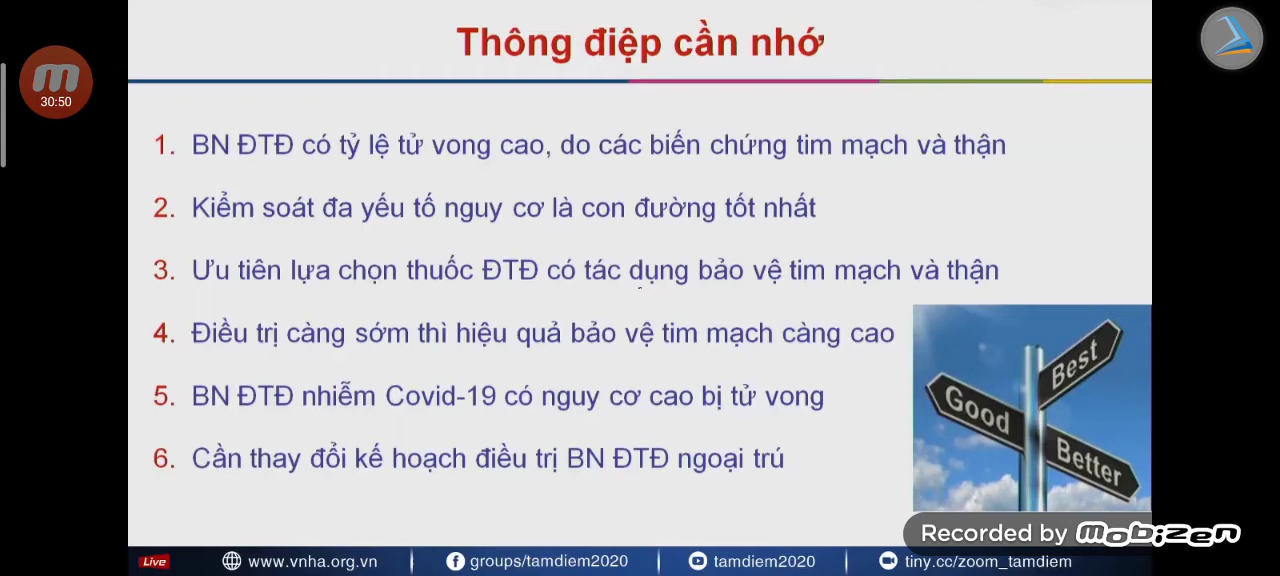 Thông điệp cần nhớ
30:50
1. BN ĐTĐ có tỷ lệ tử vong cao, do các biến chứng tim mạch và thận
2. Kiểm soát đa yếu tố nguy cơ là con đường tốt nhất
3. Ưu tiên lựa chọn thuốc ĐTĐ có tác dụng bảo vệ tim mạch và thận
4. Điều trị càng sớm thì hiệu quả bảo vệ tim mạch càng cao
5. BN ĐTĐ nhiễm Covid-19 có nguy cơ cao bị tử vong
6. Cần thay đổi kế hoạch điều trị BN ĐTĐ ngoại trú
Best
Good
Better
Recorded by mobizen
Live www.vnha.org.vn groups/tamdiem2020 tamdiem2020 tiny.cc/zoom_tamdiem